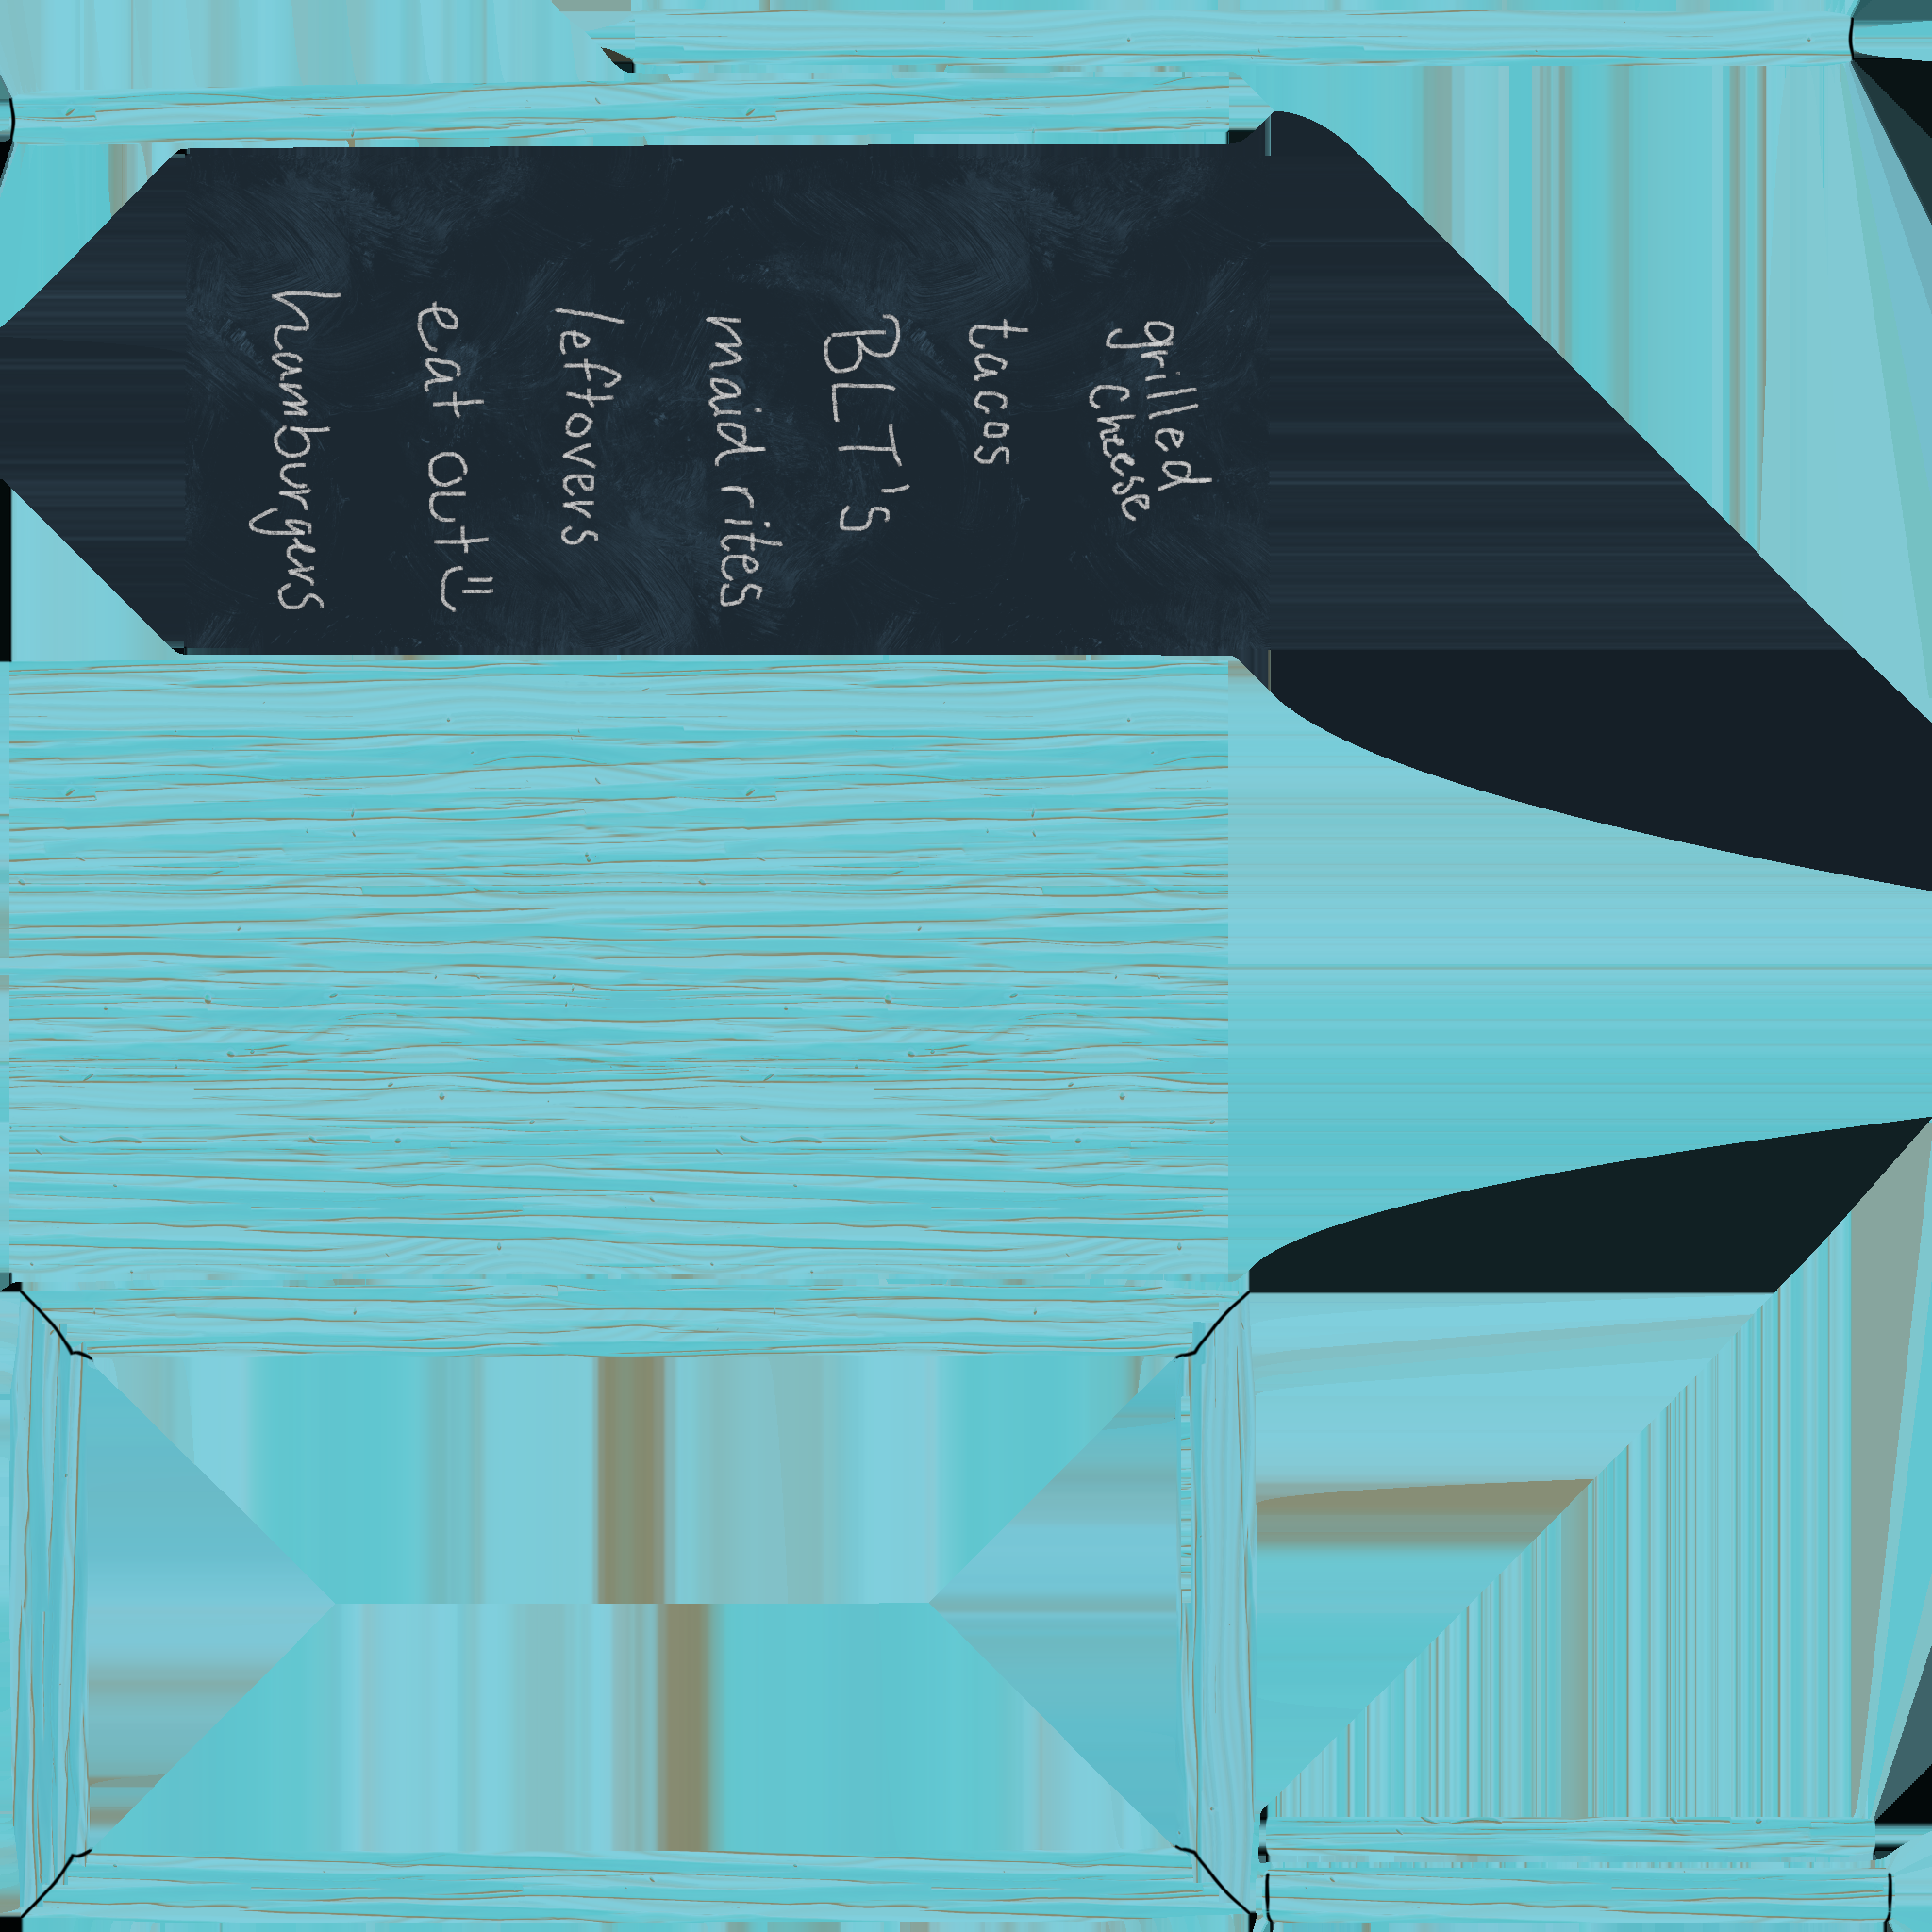 grilled
Cheese
tacos
BLT's
maid rites
leftovers
eat out :)
hamburgers